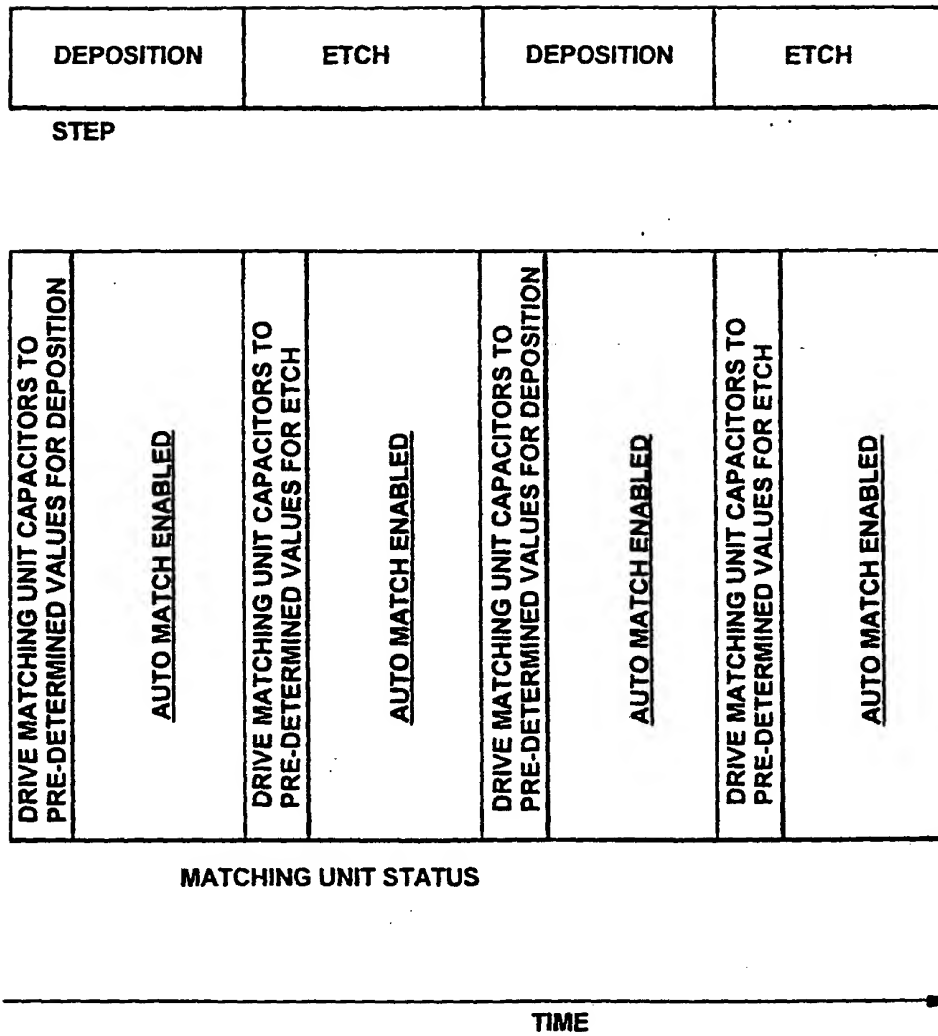 DEPOSITION
ETCH
DEPOSITION
ETCH
STEP
DRIVE MATCHING UNIT CAPACITORS TO
PRE-DETERMINED VALUES FOR DEPOSITION
AUTO MATCH ENABLED
DRIVE MATCHING UNIT CAPACITORS TO
PRE-DETERMINED VALUES FOR ETCH
AUTO MATCH ENABLED
DRIVE MATCHING UNIT CAPACITORS TO
PRE-DETERMINED VALUES FOR DEPOSITION
AUTO MATCH ENABLED
DRIVE MATCHING UNIT CAPACITORS TO
PRE-DETERMINED VALUES FOR ETCH
AUTO MATCH ENABLED
MATCHING UNIT STATUS
TIME